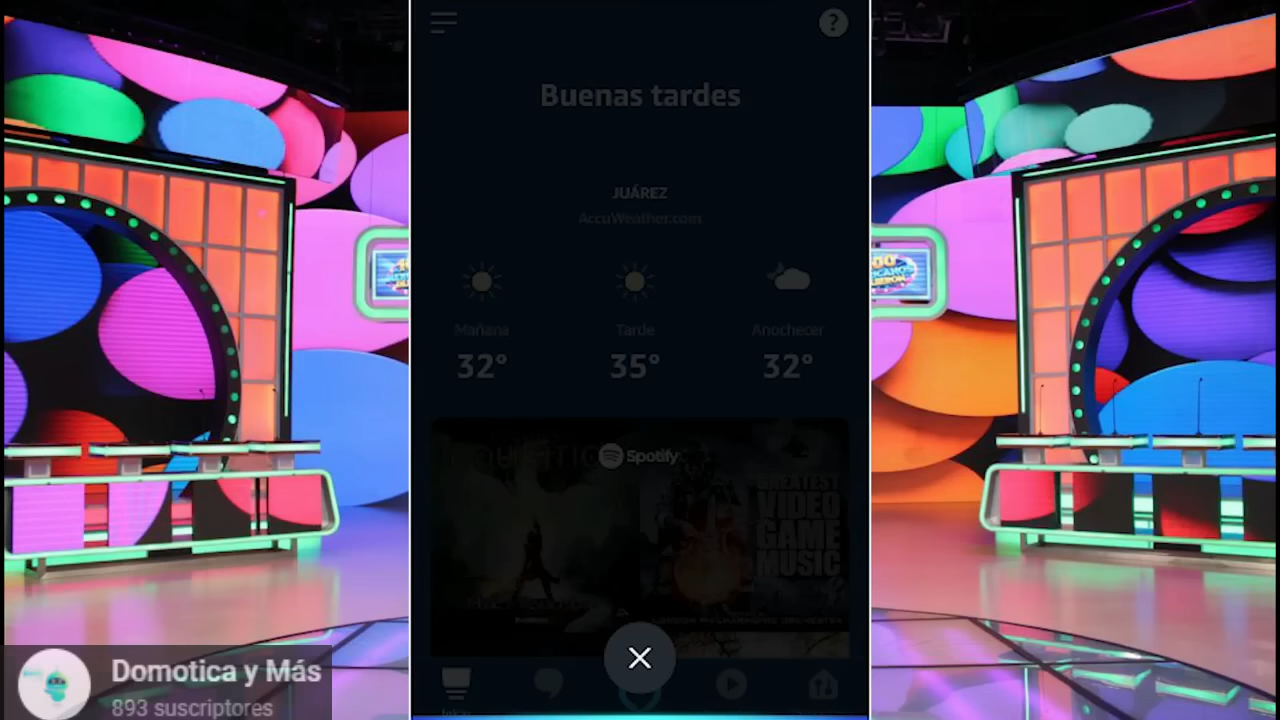 ?
Buenas tardes
JUÁREZ
AccuWeather.com
Mañana
Tarde
Anochecer
32°
35°
32°
Spotify
GREATEST
VIDEO
GAME
MUSIC
Domotica y Más
893 suscriptores
Inicio